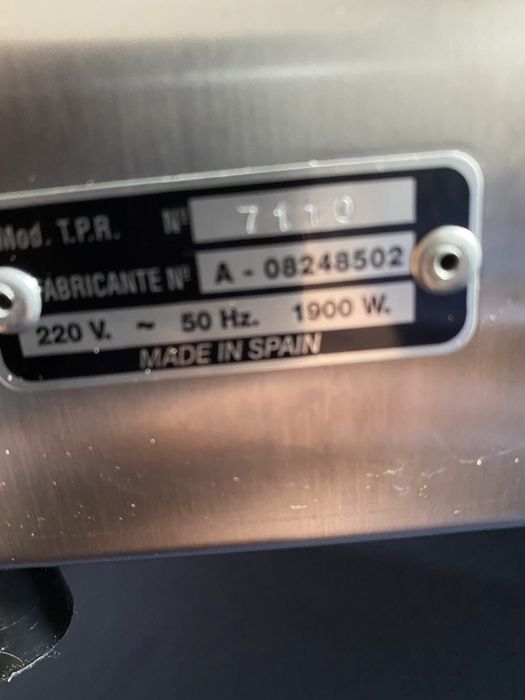 Mod. T.P.R. Nº 7110
FABRICANTE Nº A - 08248502
220 V. ~ 50 Hz. 1900 W.
MADE IN SPAIN